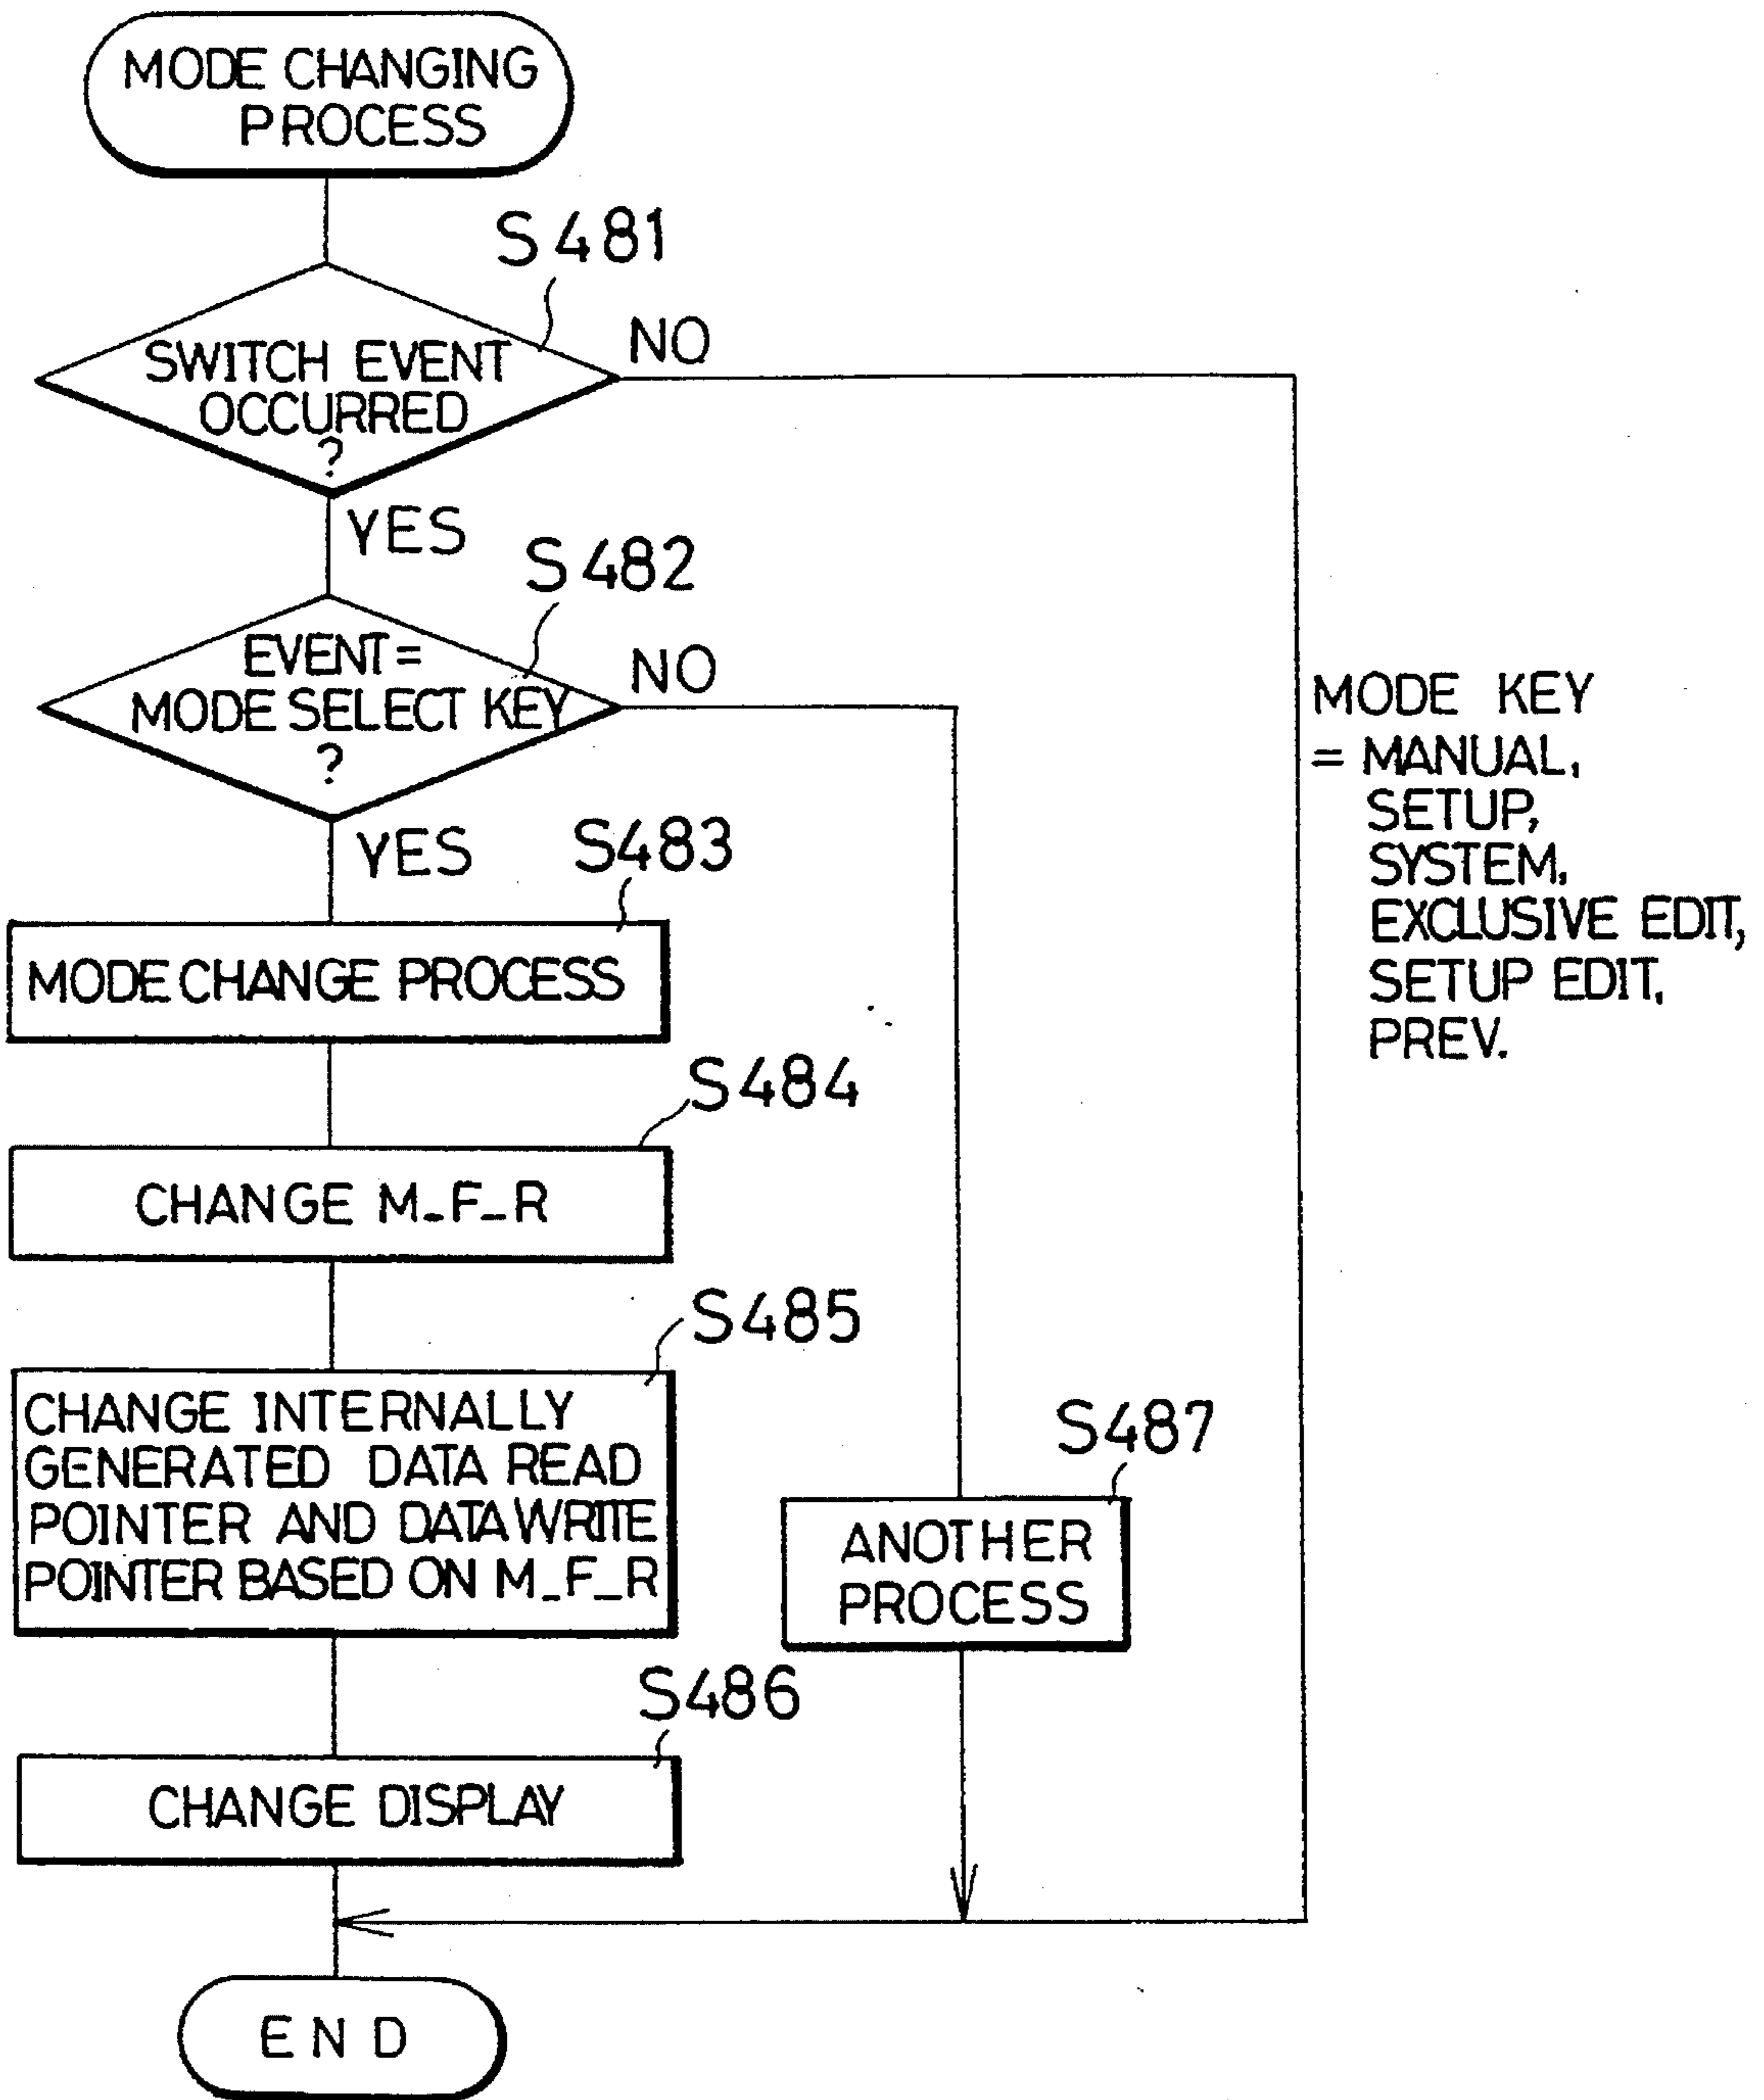 MODE CHANGING
PROCESS
S481
SWITCH EVENT
OCCURRED
?
NO
YES
S482
EVENT=
MODE SELECT KEY
?
NO
YES
MODE KEY
= MANUAL,
SETUP,
SYSTEM,
EXCLUSIVE EDIT,
SETUP EDIT,
PREV.
S483
MODE CHANGE PROCESS
S484
CHANGE M_F_R
S485
CHANGE INTERNALLY
GENERATED DATA READ
POINTER AND DATA WRITE
POINTER BASED ON M_F_R
S487
ANOTHER
PROCESS
S486
CHANGE DISPLAY
END